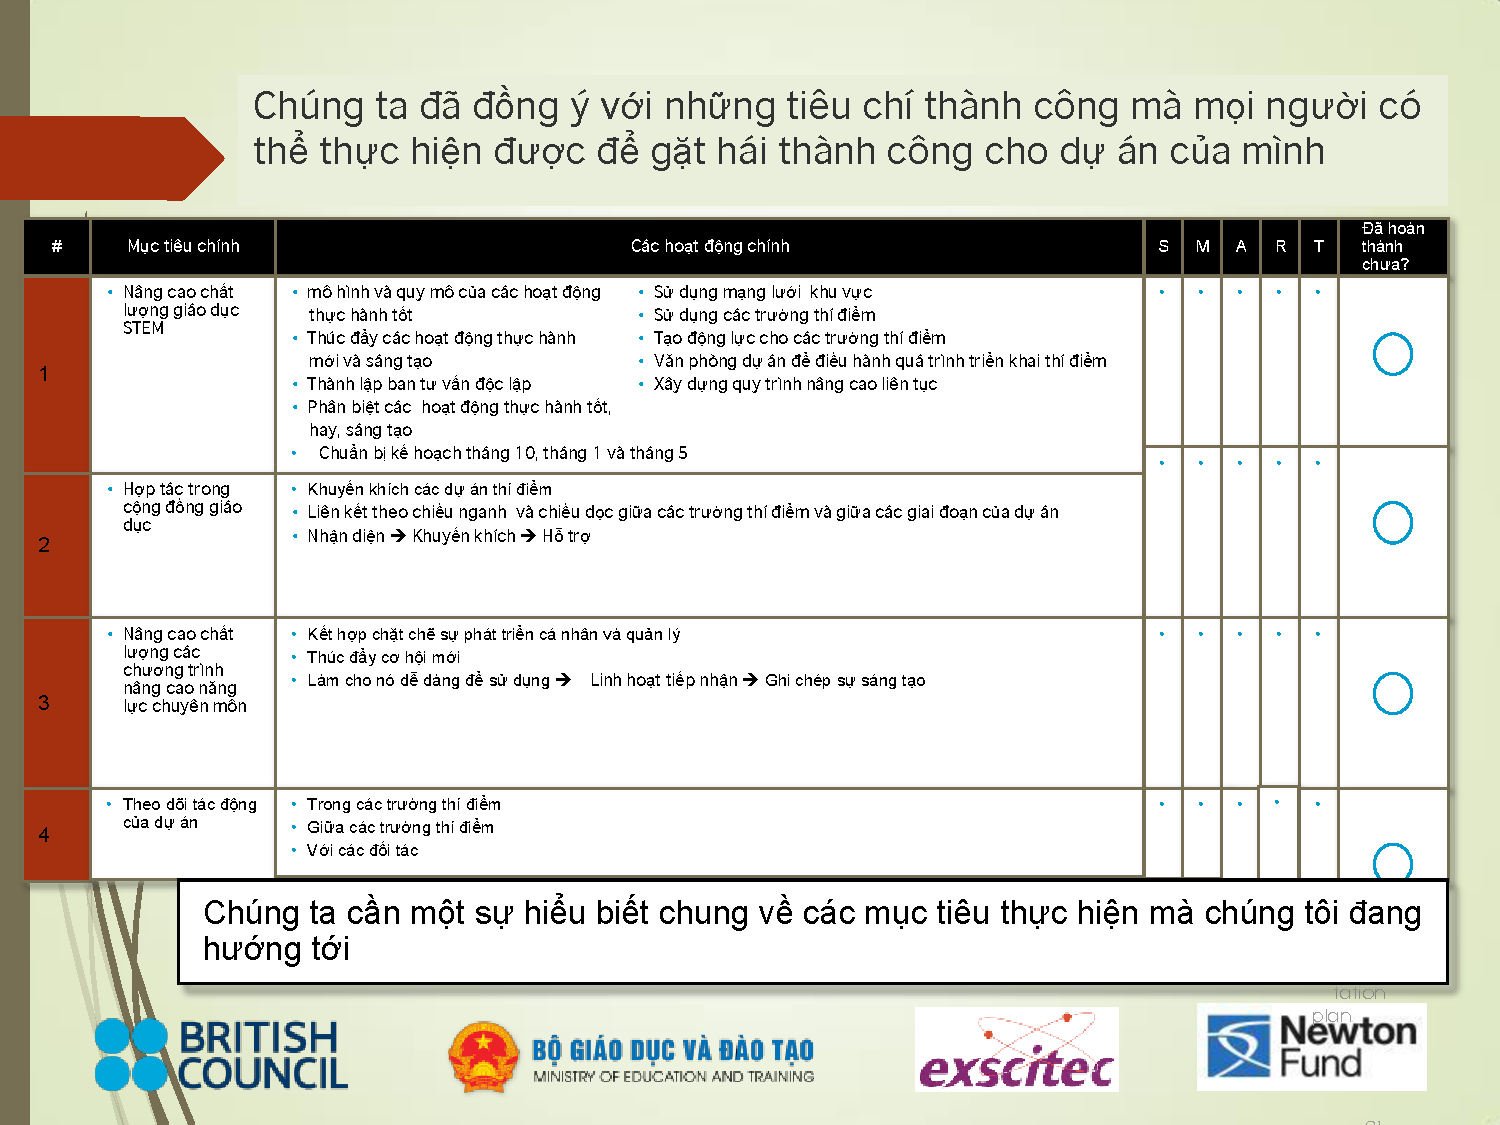 Chúng ta đã đồng ý với những tiêu chí thành công mà mọi người có
thể thực hiện được để gặt hái thành công cho dự án của mình
# Mục tiêu chính Các hoạt động chính S M A R T Đã hoàn
thành
chưa?
1
• Nâng cao chất
lượng giáo dục
STEM
• mô hình và quy mô của các hoạt động
thực hành tốt
• Thúc đẩy các hoạt động thực hành
mới và sáng tạo
• Thành lập ban tư vấn độc lập
• Phân biệt các hoạt động thực hành tốt,
hay, sáng tạo
• Chuẩn bị kế hoạch tháng 10, tháng 1 và tháng 5
• Sử dụng mạng lưới khu vực
• Sử dụng các trường thí điểm
• Tạo động lực cho các trường thí điểm
• Văn phòng dự án để điều hành quá trình triển khai thí điểm
• Xây dựng quy trình nâng cao liên tục
• • • • •
2
• Hợp tác trong
cộng đồng giáo
dục
• Khuyến khích các dự án thí điểm
• Liên kết theo chiều ngang và chiều dọc giữa các trường thí điểm và giữa các giai đoạn của dự án
• Nhận diện ➔ Khuyến khích ➔ Hỗ trợ
• • • • •
3
• Nâng cao chất
lượng các
chương trình
nâng cao năng
lực chuyên môn
• Kết hợp chặt chẽ sự phát triển cá nhân và quản lý
• Thúc đẩy cơ hội mới
• Làm cho nó dễ dàng để sử dụng ➔ Linh hoạt tiếp nhận ➔ Ghi chép sự sáng tạo
• • • • •
4
• Theo dõi tác động
của dự án
• Trong các trường thí điểm
• Giữa các trường thí điểm
• Với các đối tác
• • • • •
Chúng ta cần một sự hiểu biết chung về các mục tiêu thực hiện mà chúng tôi đang
hướng tới
tation
plan
BRITISH
COUNCIL
BỘ GIÁO DỤC VÀ ĐÀO TẠO
MINISTRY OF EDUCATION AND TRAINING
exscitec
Newton
Fund